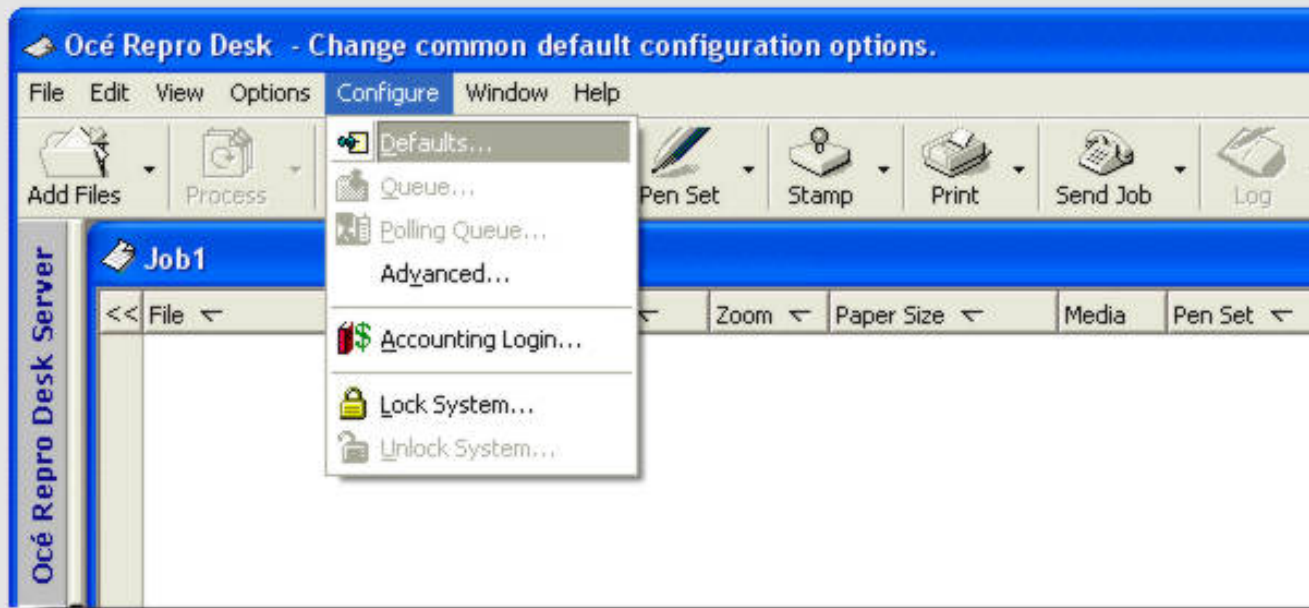 Océ Repro Desk - Change common default configuration options.
File Edit View Options Configure Window Help
Add Files Process Pen Set Stamp Print Send Job Log
Defaults...
Queue...
Polling Queue...
Advanced...
Accounting Login...
Lock System...
Unlock System...
Océ Repro Desk Server
Job1
<< File Zoom Paper Size Media Pen Set